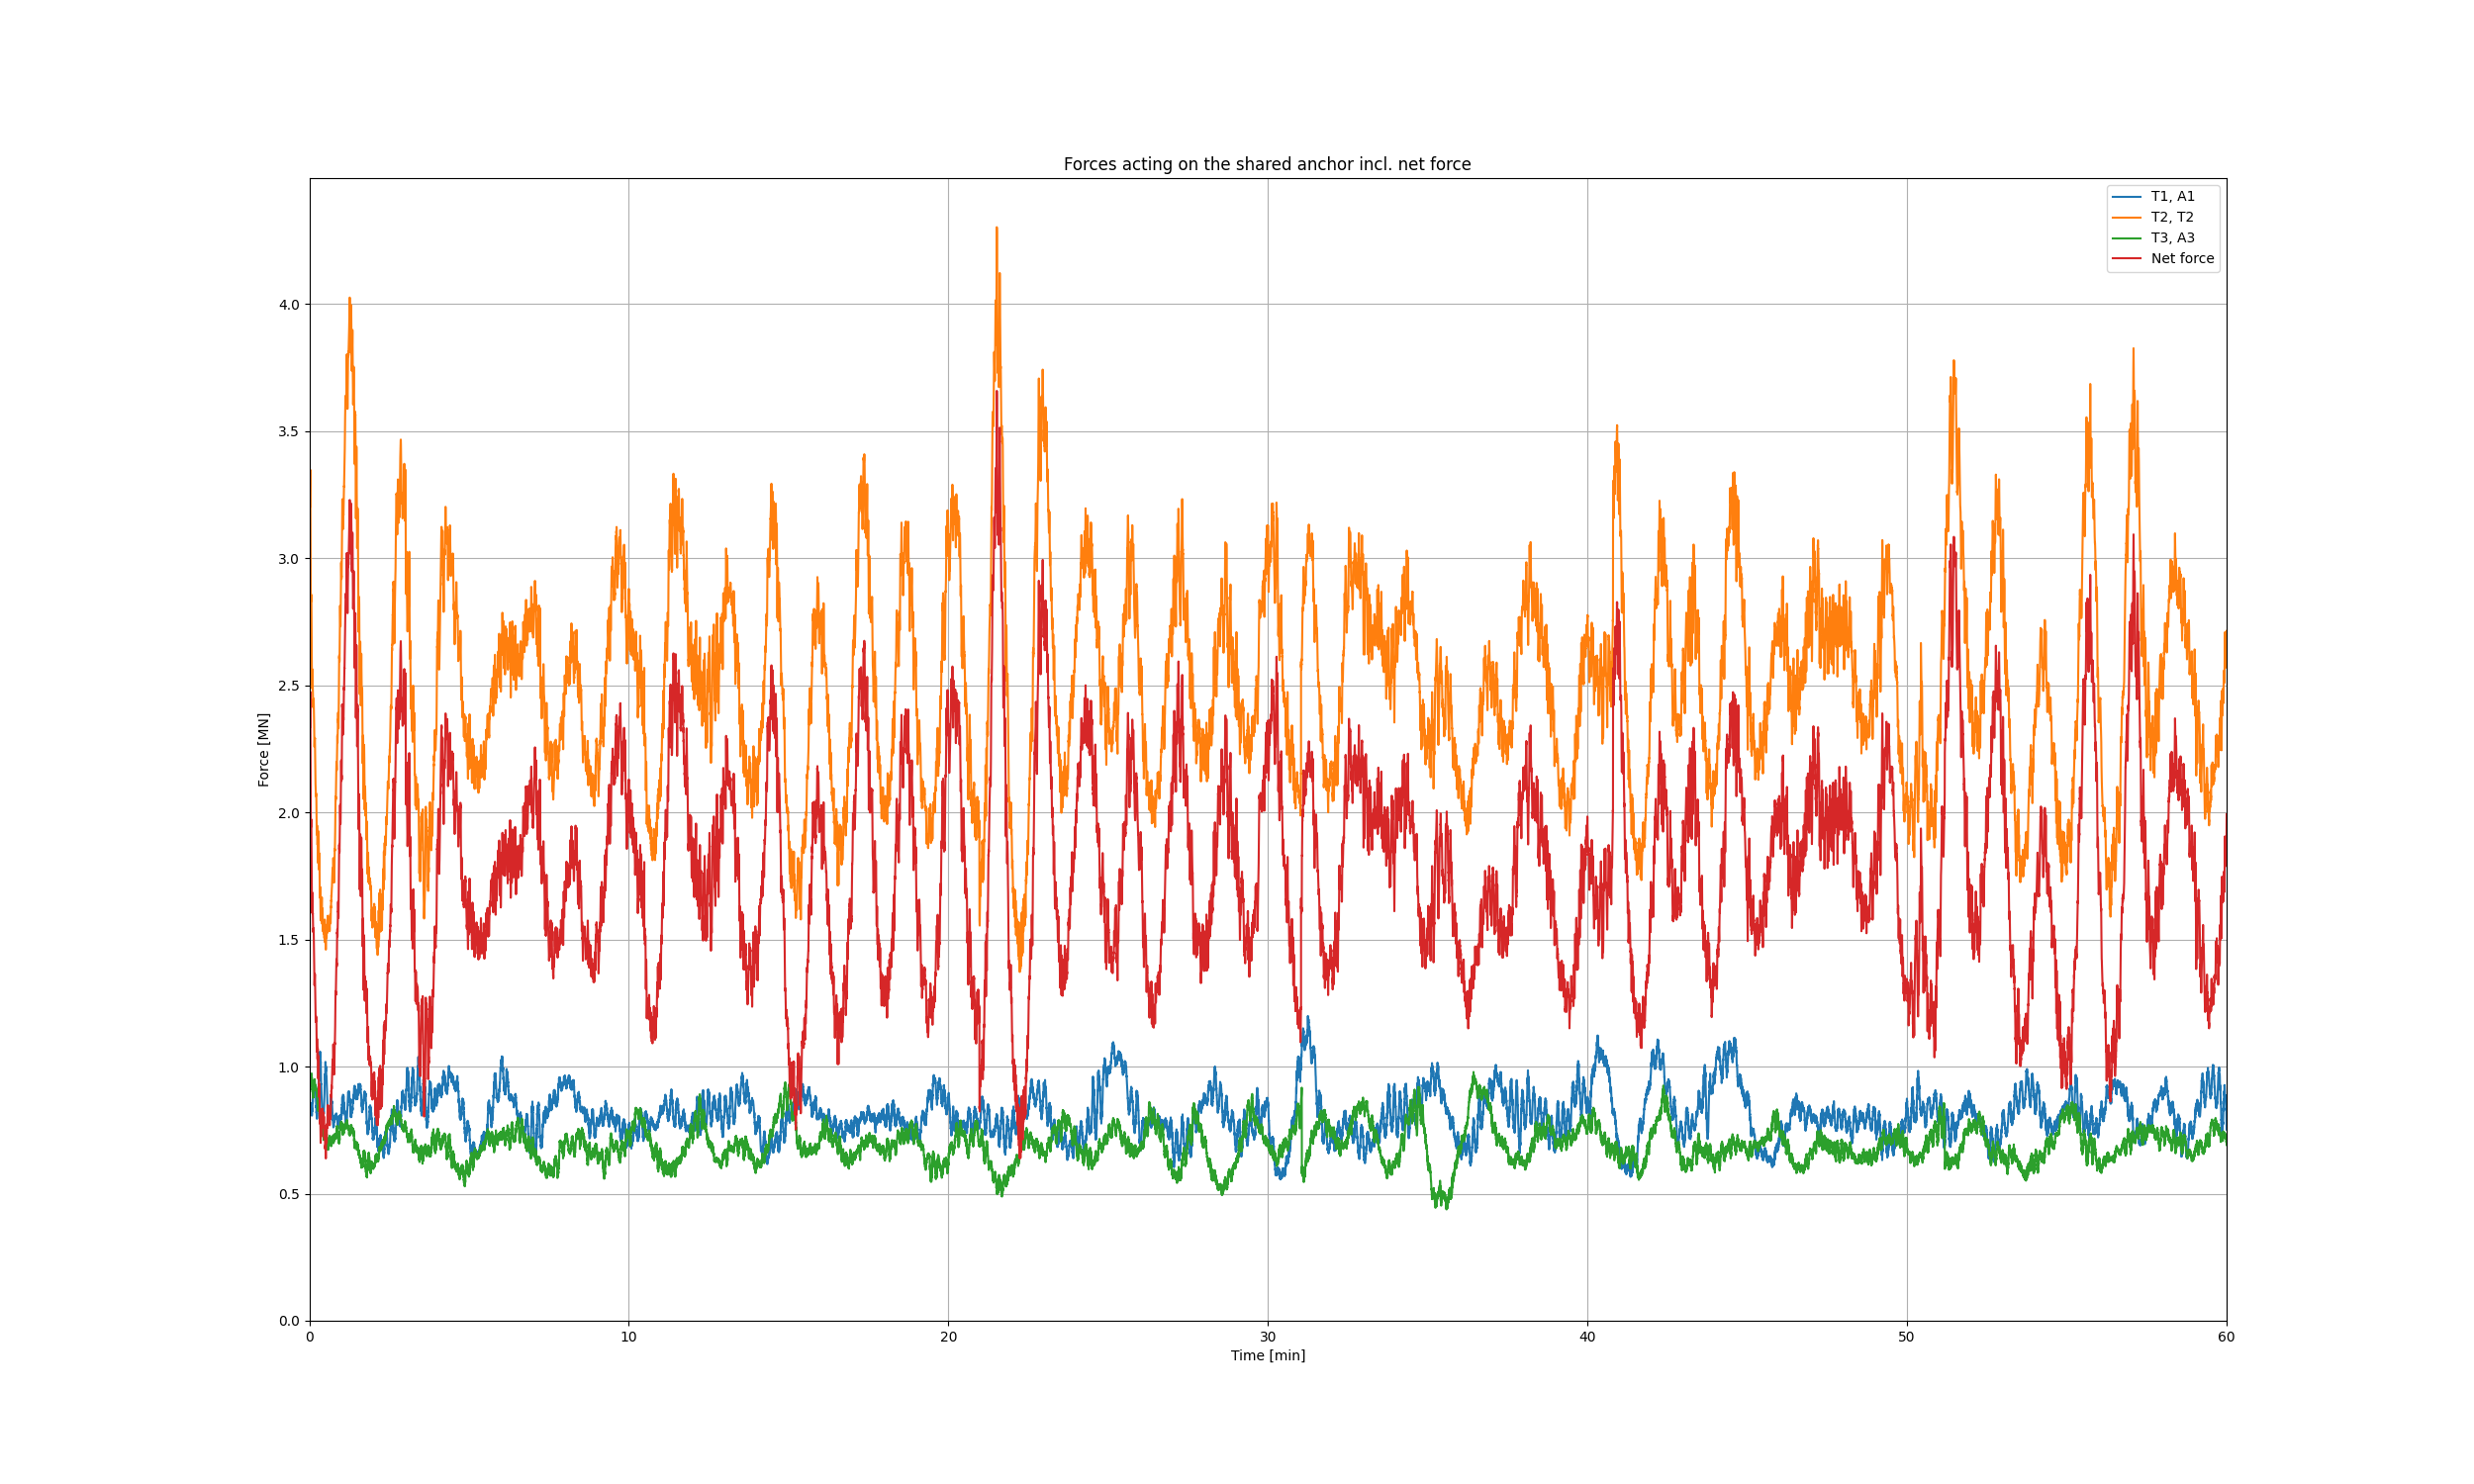 Forces acting on the shared anchor incl. net force
T1, A1
T2, T2
T3, A3
Net force
Force [MN]
4.0
3.5
3.0
2.5
2.0
1.5
1.0
0.5
0.0
0 10 20 30 40 50 60
Time [min]